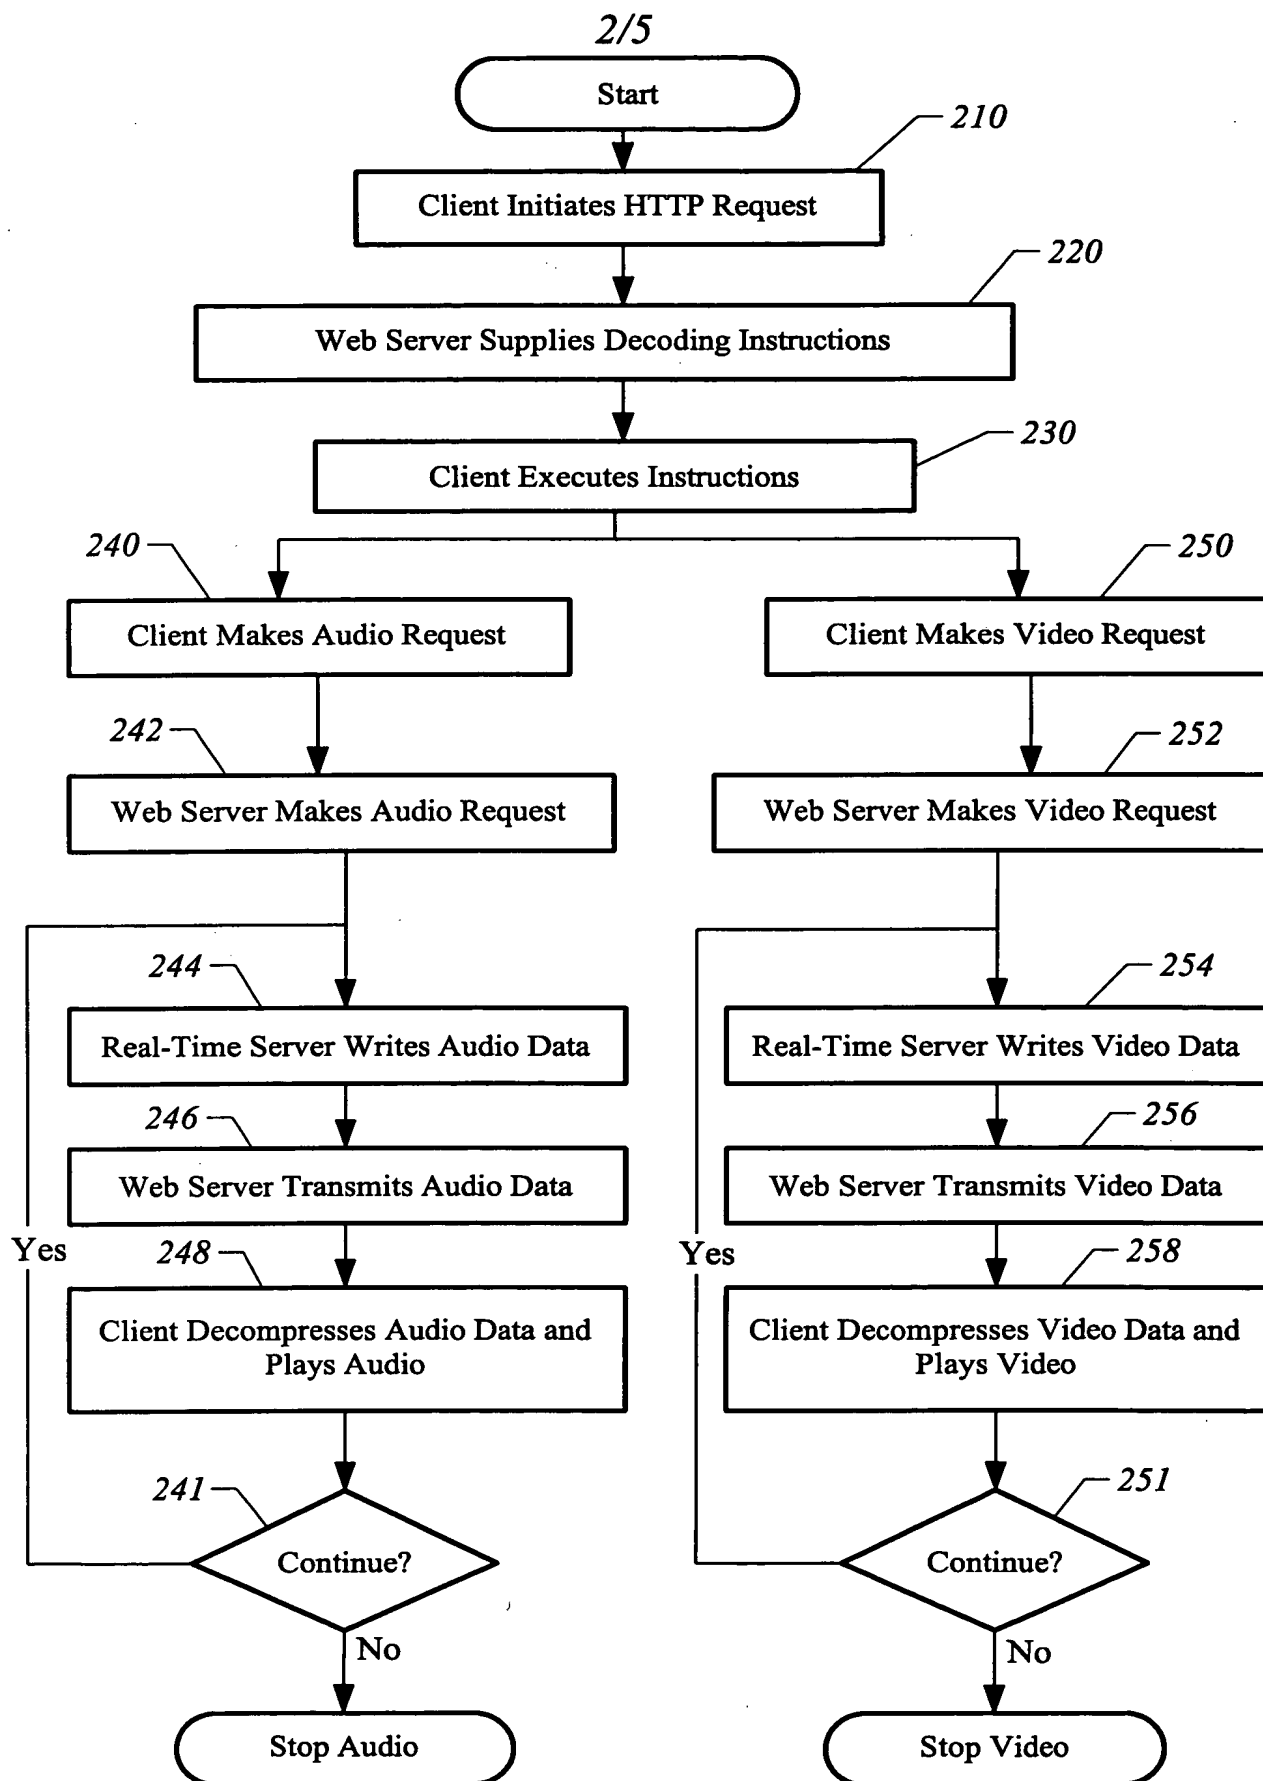 2/5
Start
210
Client Initiates HTTP Request
220
Web Server Supplies Decoding Instructions
230
Client Executes Instructions
240
250
Client Makes Audio Request
Client Makes Video Request
242
252
Web Server Makes Audio Request
Web Server Makes Video Request
244
254
Real-Time Server Writes Audio Data
Real-Time Server Writes Video Data
246
256
Web Server Transmits Audio Data
Web Server Transmits Video Data
Yes
248
Yes
258
Client Decompresses Audio Data and
Plays Audio
Client Decompresses Video Data and
Plays Video
241
251
Continue?
Continue?
No
No
Stop Audio
Stop Video